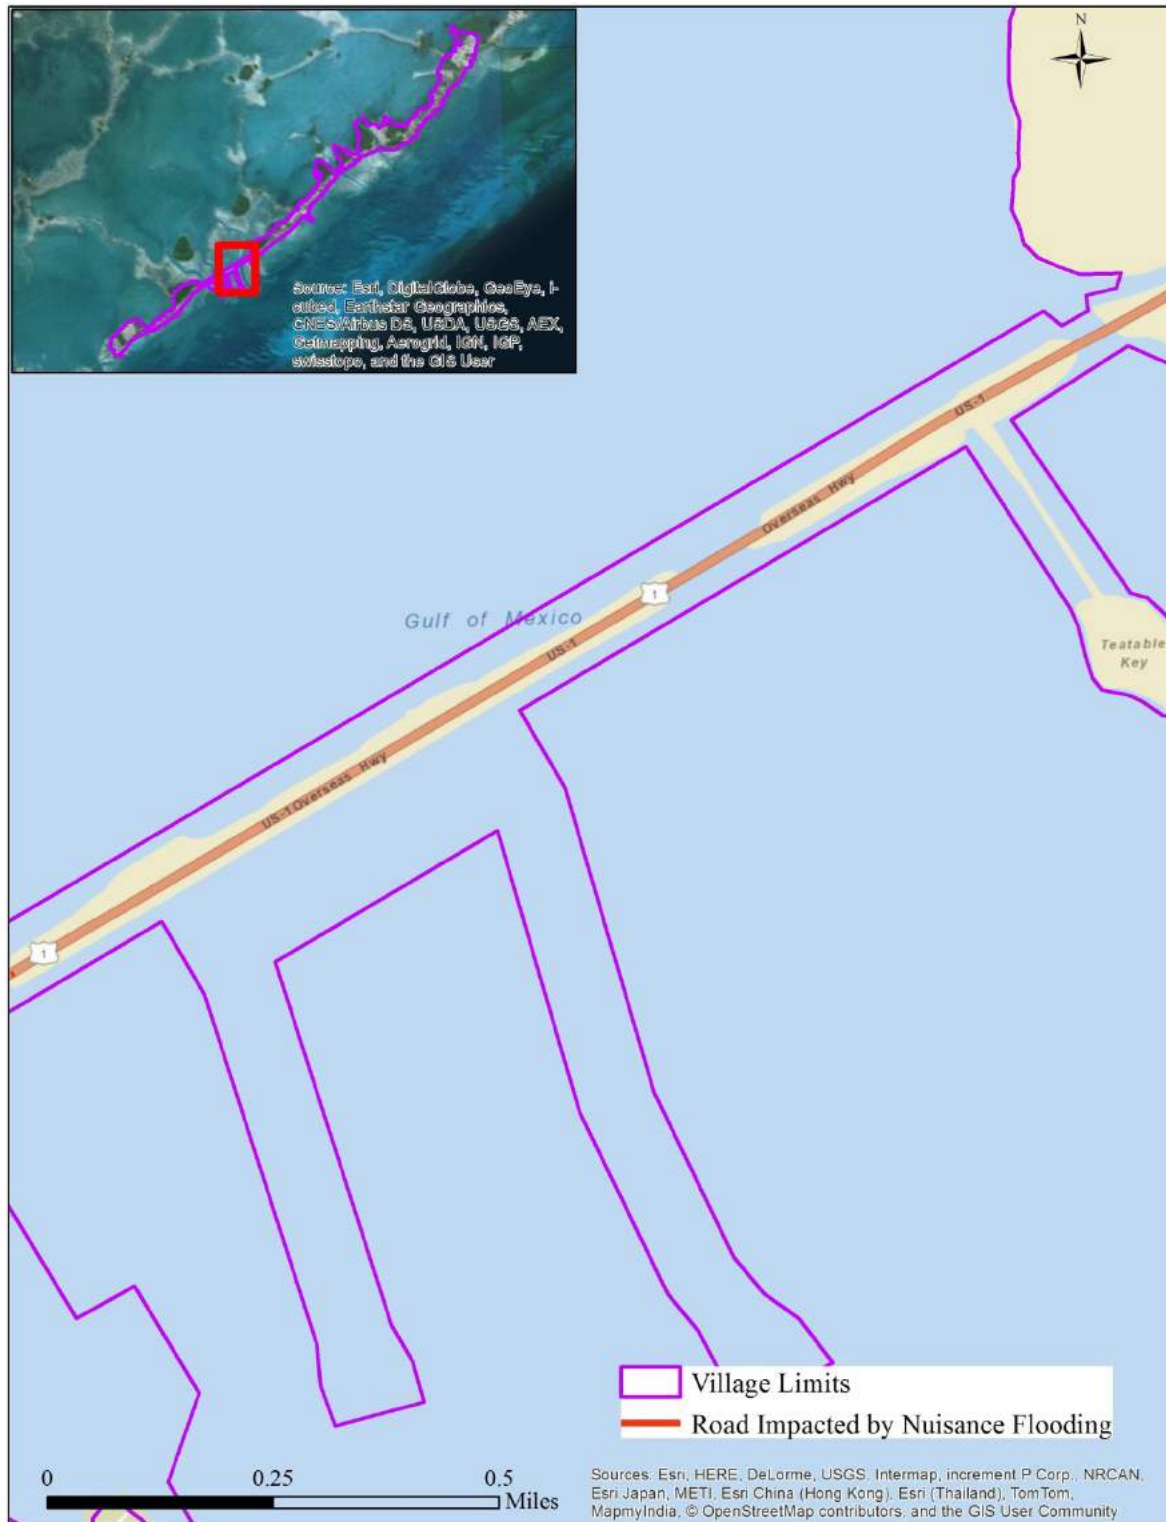 N
Source: Esri, DigitalGlobe, GeoEye, i-
cubed, Earthstar Geographics,
CNES/Airbus DS, USDA, USGS, AEX,
Getmapping, Aerogrid, IGN, IGP,
swisstopo, and the GIS User
US-1
Overseas Hwy
1
Gulf of Mexico
US-1
Teatable
Key
US-1 Overseas Hwy
1
Village Limits
Road Impacted by Nuisance Flooding
0 0.25 0.5
Miles
Sources: Esri, HERE, DeLorme, USGS, Intermap, increment P Corp., NRCAN,
Esri Japan, METI, Esri China (Hong Kong), Esri (Thailand), TomTom,
MapmyIndia, © OpenStreetMap contributors, and the GIS User Community